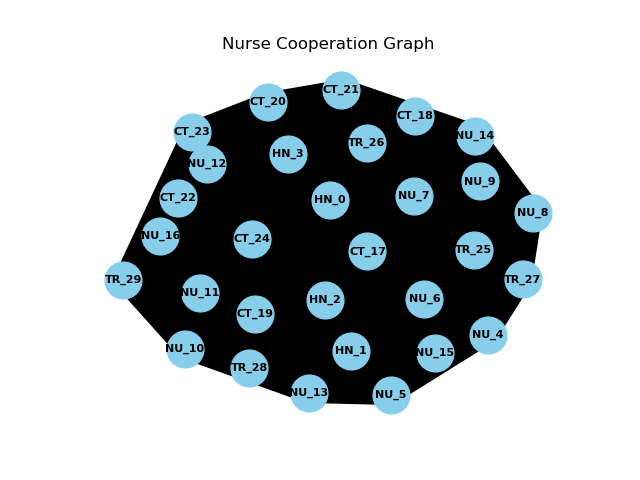 Nurse Cooperation Graph
CT_21
CT_20
CT_18
CT_23
NU_14
TR_26
HN_3
NU_12
NU_9
NU_7
CT_22
HN_0
NU_8
NU_16
CT_24
CT_17
TR_25
TR_29
TR_27
NU_11
HN_2
NU_6
CT_19
NU_4
NU_10
HN_1
NU_15
TR_28
NU_13
NU_5